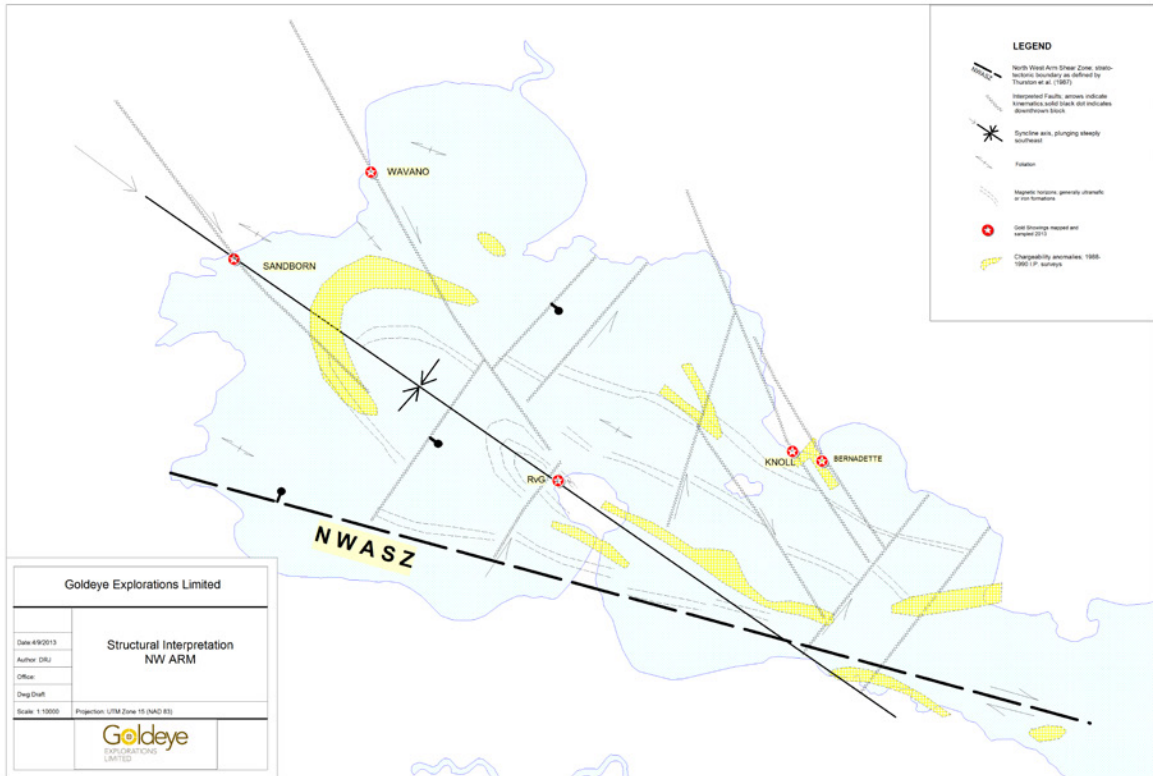 LEGEND
NWASZ
North West Arm Shear Zone; strato-
tectonic boundary as defined by
Thurston et al. (1987)
Interpreted Faults; arrows indicate
kinematics, solid black dot indicates
downthrown block
Syncline axis, plunging steeply
southeast
Foliation
Magnetic horizons, generally ultramafic
or iron formations
Gold Showings mapped and
sampled 2013
Chargeability anomalies; 1988-
1990 I.P. surveys
WAVANO
SANDBORN
KNOLL
BERNADETTE
RvG
NWASZ
Goldeye Explorations Limited
Date:4/9/2013
Author: DRJ
Office:
Dwg:Draft
Scale: 1:10000
Structural Interpretation
NW ARM
Projection: UTM Zone 15 (NAD 83)
Goldeye
EXPLORATIONS
LIMITED